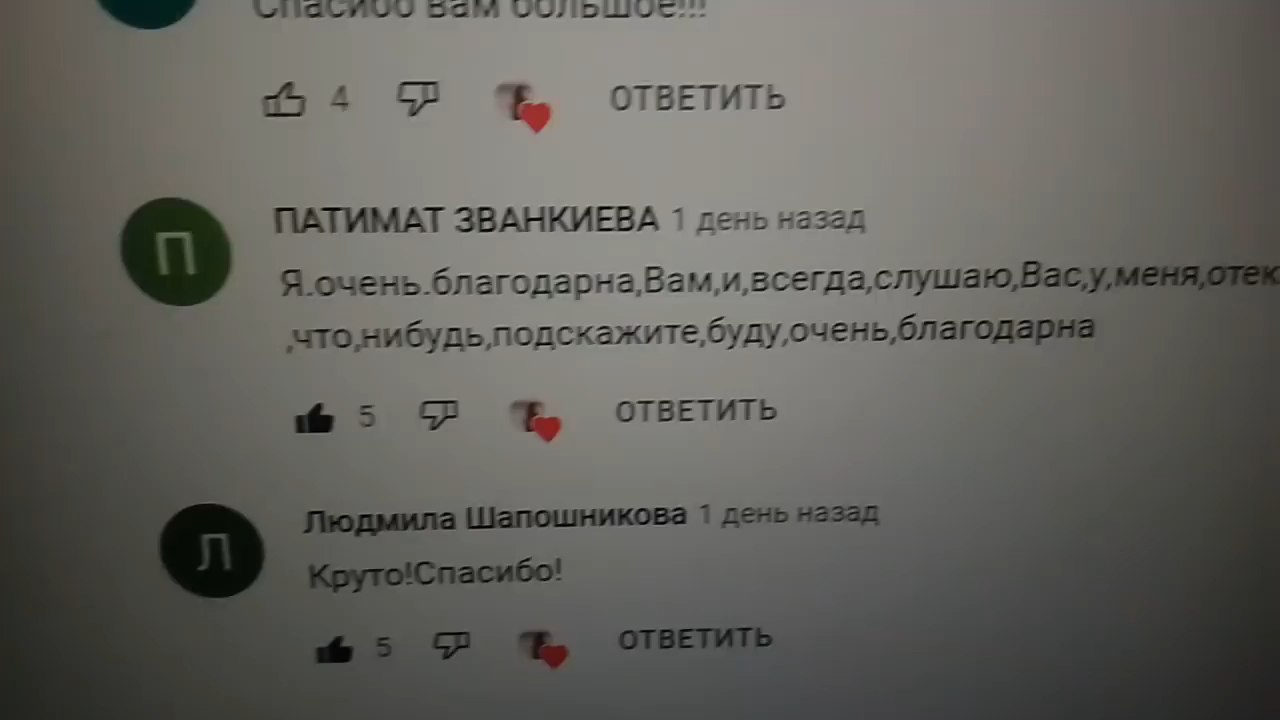 Спасибо вам большое!!!
4 ОТВЕТИТЬ
П
ПАТИМАТ ЗВАНКИЕВА 1 день назад
Я.очень.благодарна,Вам,и,всегда,слушаю,Вас,у,меня,отек
,что,нибудь,подскажите,буду,очень,благодарна
5 ОТВЕТИТЬ
Л
Людмила Шапошникова 1 день назад
Круто!Спасибо!
5 ОТВЕТИТЬ